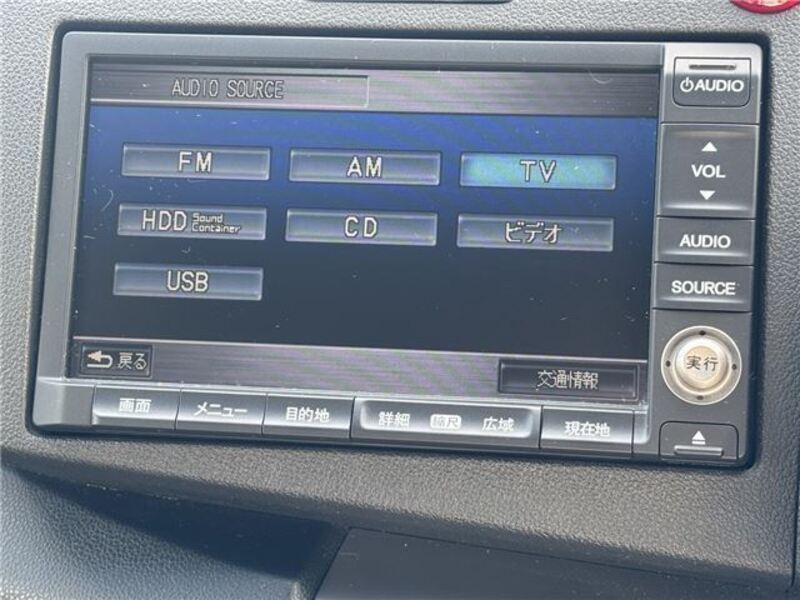 AUDIO SOURCE
FM AM TV
HDD Sound Container CD ビデオ
USB
戻る 交通情報
AUDIO
VOL
AUDIO
SOURCE
実行
画面 メニュー 目的地 詳細 縮尺 広域 現在地